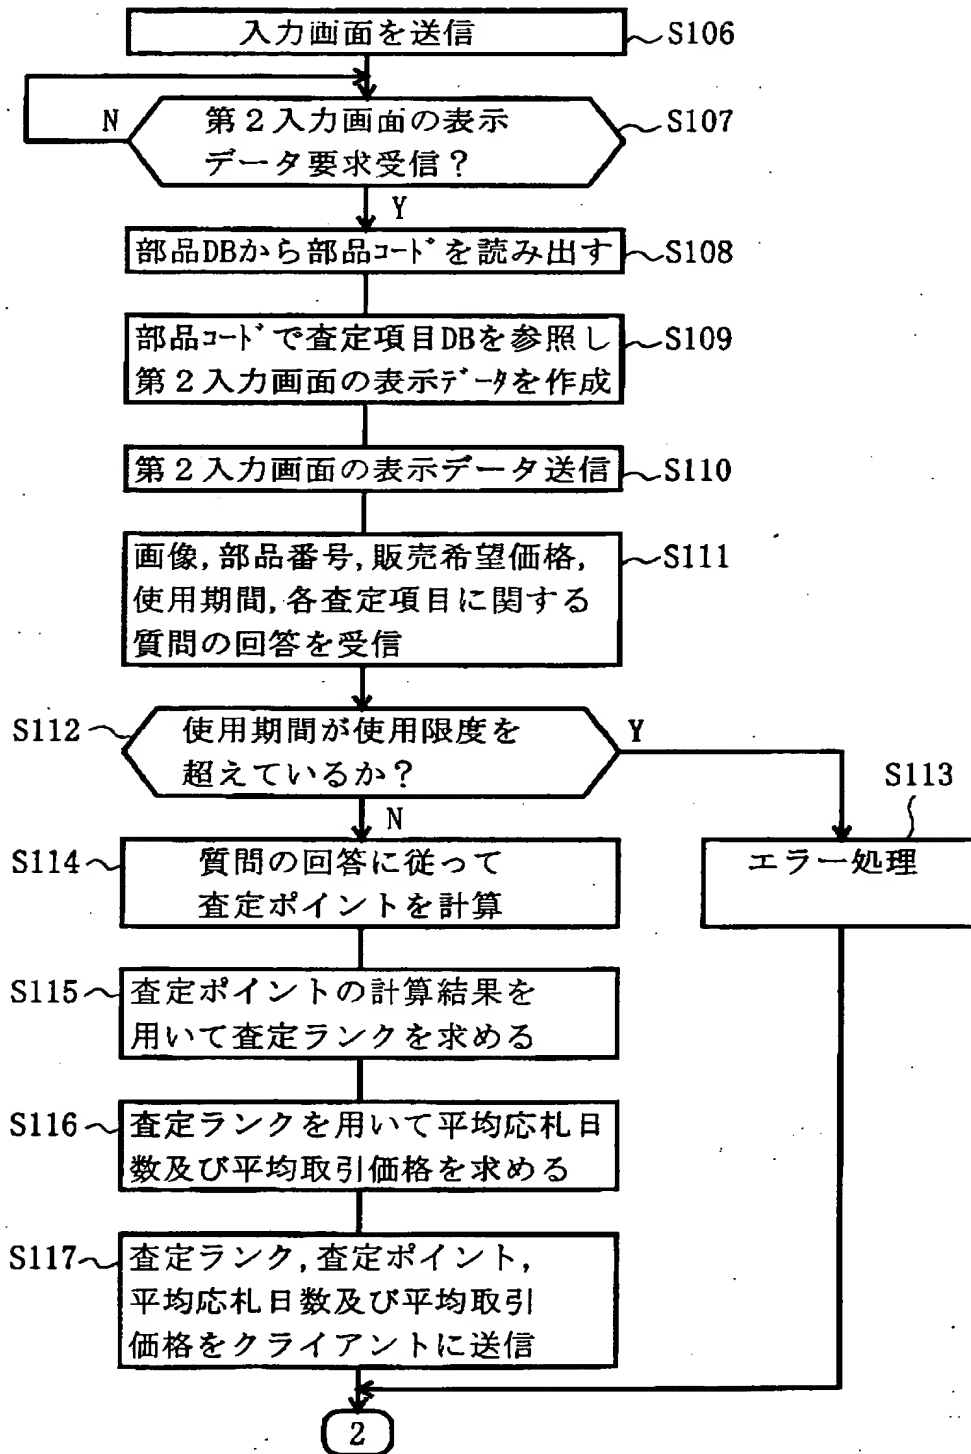 入力画面を送信
S106
N
第２入力画面の表示
データ要求受信？
S107
Y
部品DBから部品ｺｰﾄﾞを読み出す
S108
部品ｺｰﾄﾞで査定項目DBを参照し
第２入力画面の表示ﾃﾞｰﾀを作成
S109
第２入力画面の表示データ送信
S110
画像,部品番号,販売希望価格,
使用期間,各査定項目に関する
質問の回答を受信
S111
S112
使用期間が使用限度を
超えているか？
Y
N
S113
エラー処理
S114
質問の回答に従って
査定ポイントを計算
S115
査定ポイントの計算結果を
用いて査定ランクを求める
S116
査定ランクを用いて平均応札日
数及び平均取引価格を求める
S117
査定ランク,査定ポイント,
平均応札日数及び平均取引
価格をクライアントに送信
2